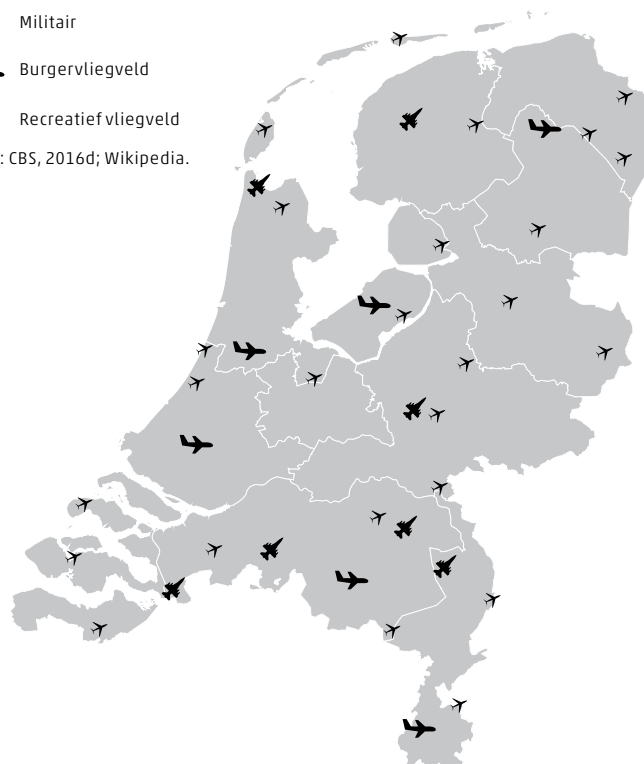 Militair
Burgervliegveld
Recreatief vliegveld
: CBS, 2016d; Wikipedia.